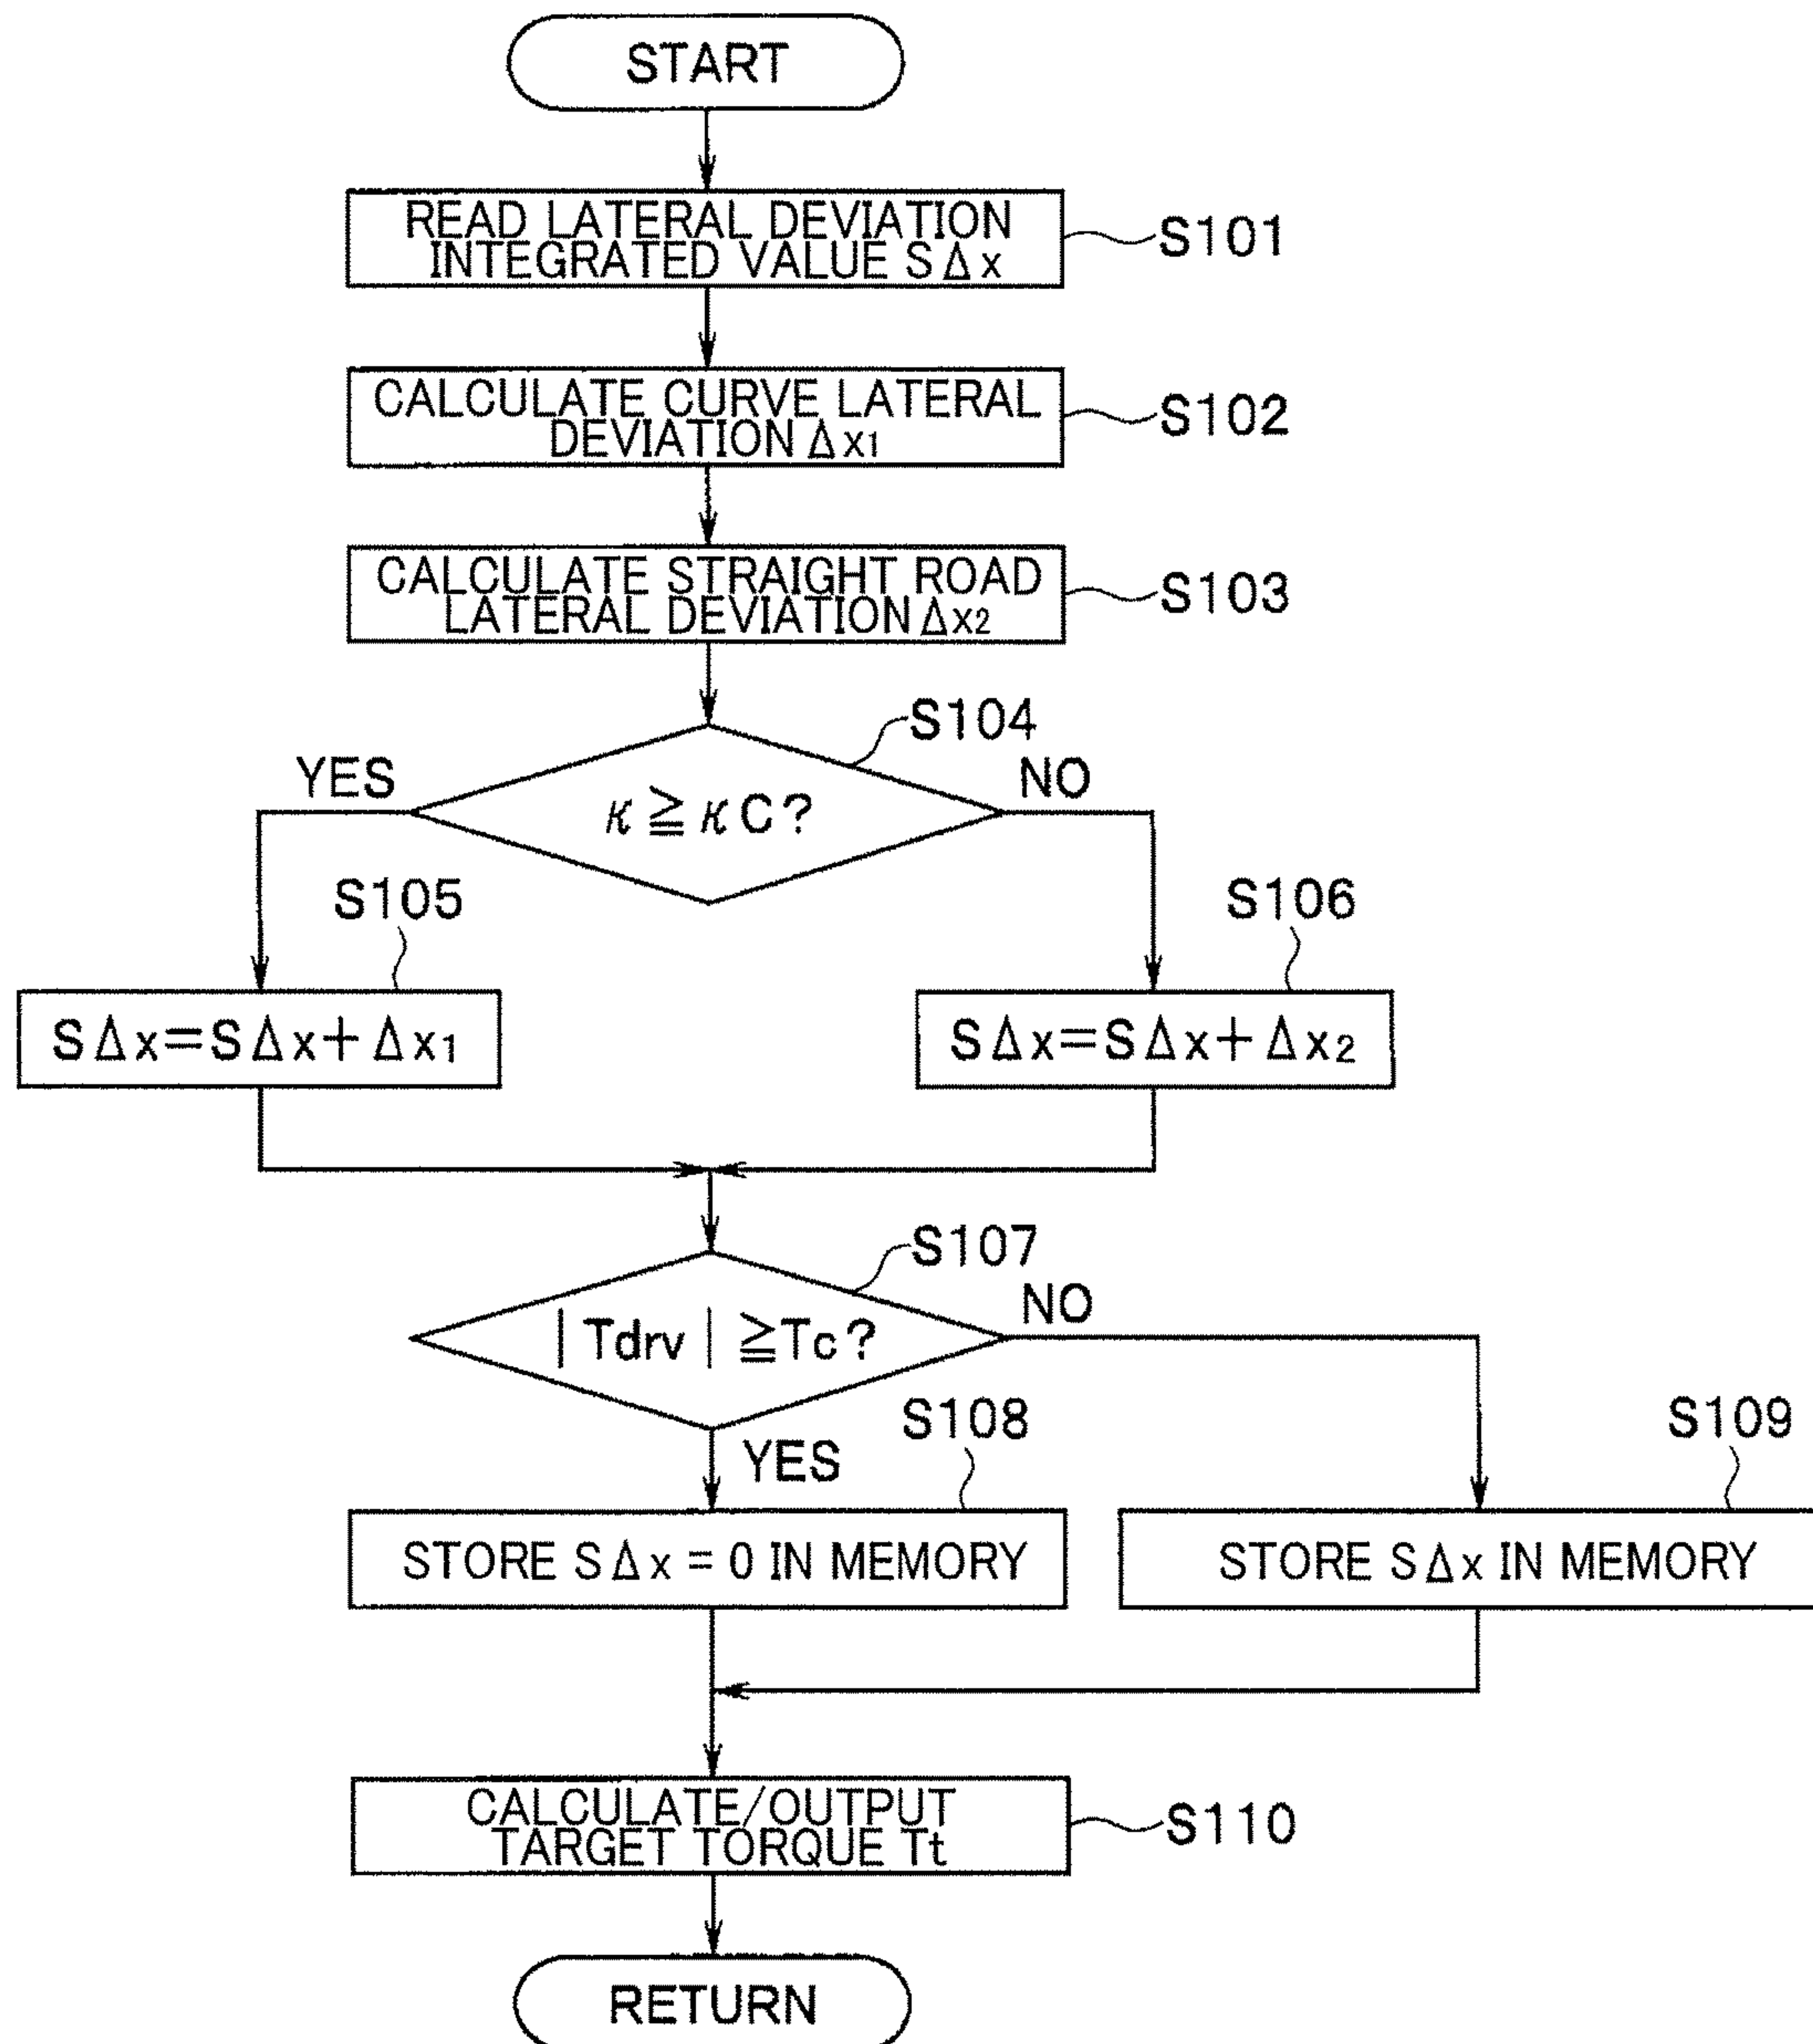 START
READ LATERAL DEVIATION
INTEGRATED VALUE SΔx
S101
CALCULATE CURVE LATERAL
DEVIATION Δx₁
S102
CALCULATE STRAIGHT ROAD
LATERAL DEVIATION Δx₂
S103
S104
YES
κ ≧ κC?
NO
S105
S106
SΔx=SΔx+Δx₁
SΔx=SΔx+Δx₂
S107
|Tdrv| ≧Tc?
NO
YES
S108
S109
STORE SΔx = 0 IN MEMORY
STORE SΔx IN MEMORY
CALCULATE/OUTPUT
TARGET TORQUE Tt
S110
RETURN